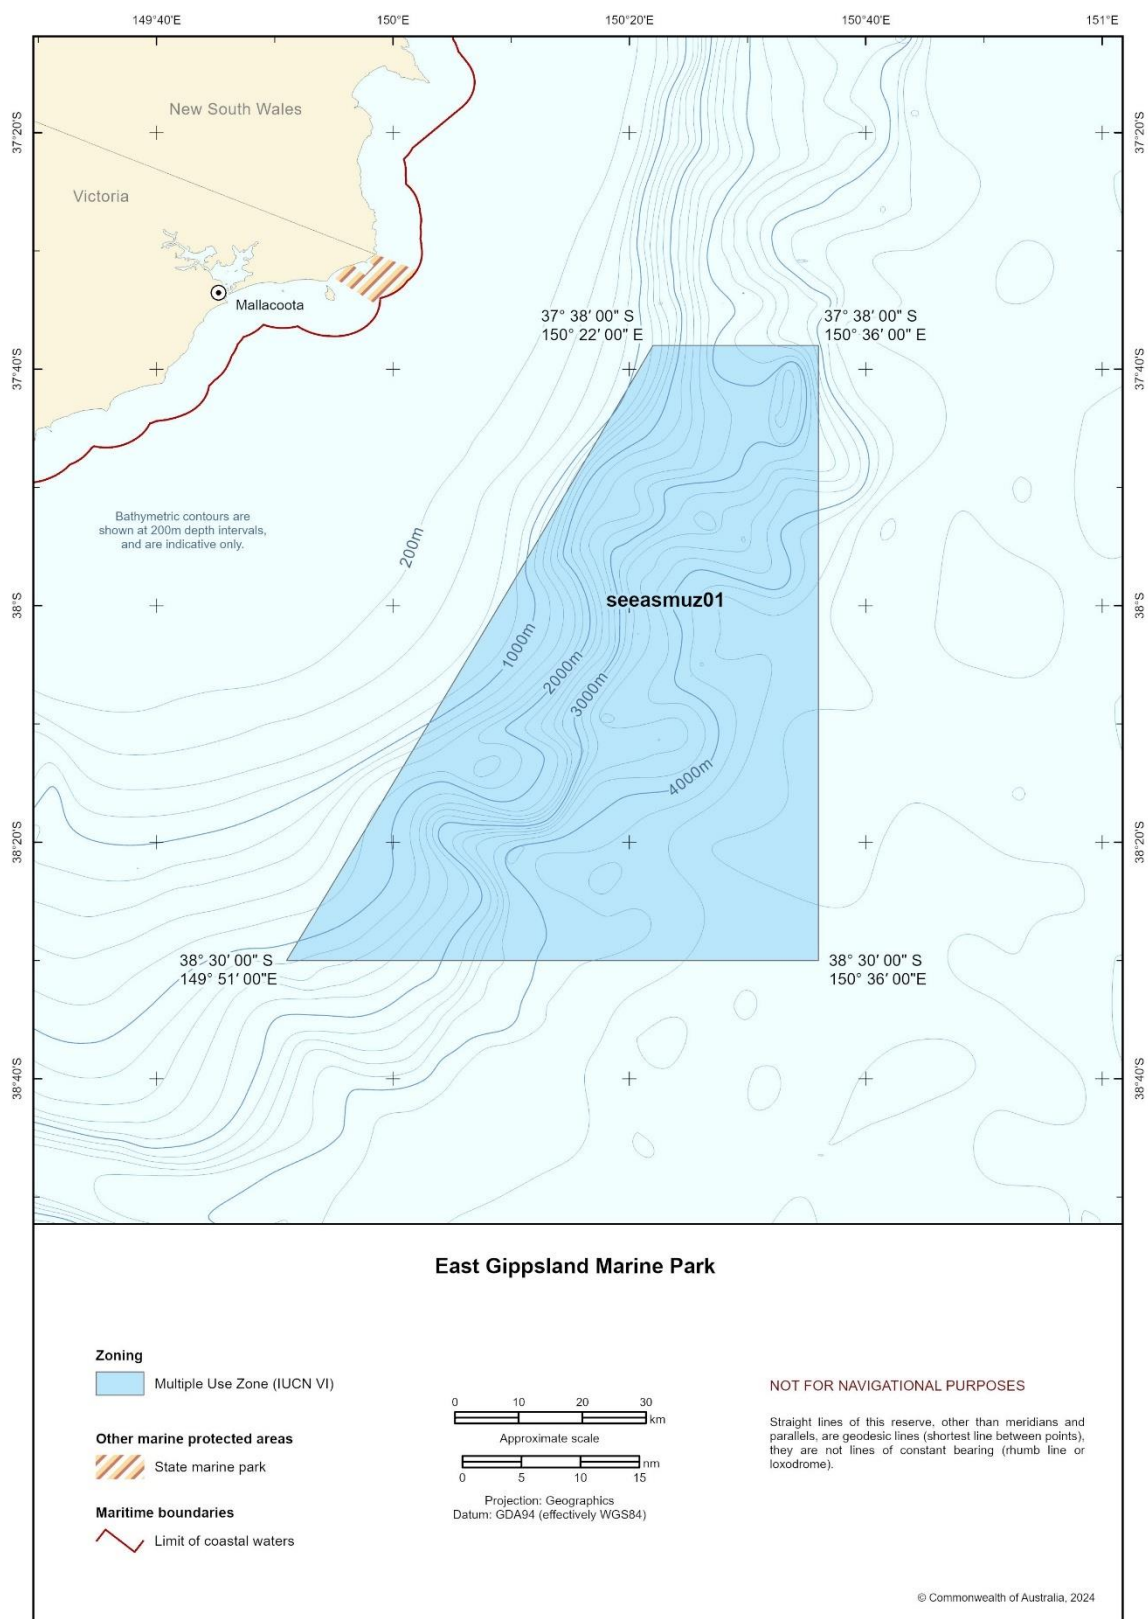 149°40'E
150°E
150°20'E
150°40'E
151°E
37°20'S
37°20'S
New South Wales
Victoria
Mallacoota
37° 38′ 00″ S
150° 22′ 00″ E
37° 38′ 00″ S
150° 36′ 00″ E
37°40'S
37°40'S
Bathymetric contours are
shown at 200m depth intervals,
and are indicative only.
200m
seeasmuz01
38°S
38°S
1000m
2000m
3000m
4000m
38°20'S
38°20'S
38° 30′ 00″ S
149° 51′ 00″E
38° 30′ 00″ S
150° 36′ 00″E
38°40'S
38°40'S
East Gippsland Marine Park
Zoning
Multiple Use Zone (IUCN VI)
Other marine protected areas
State marine park
Maritime boundaries
Limit of coastal waters
0 10 20 30
km
Approximate scale
nm
0 5 10 15
Projection: Geographics
Datum: GDA94 (effectively WGS84)
NOT FOR NAVIGATIONAL PURPOSES
Straight lines of this reserve, other than meridians and
parallels, are geodesic lines (shortest line between points),
they are not lines of constant bearing (rhumb line or
loxodrome).
© Commonwealth of Australia, 2024